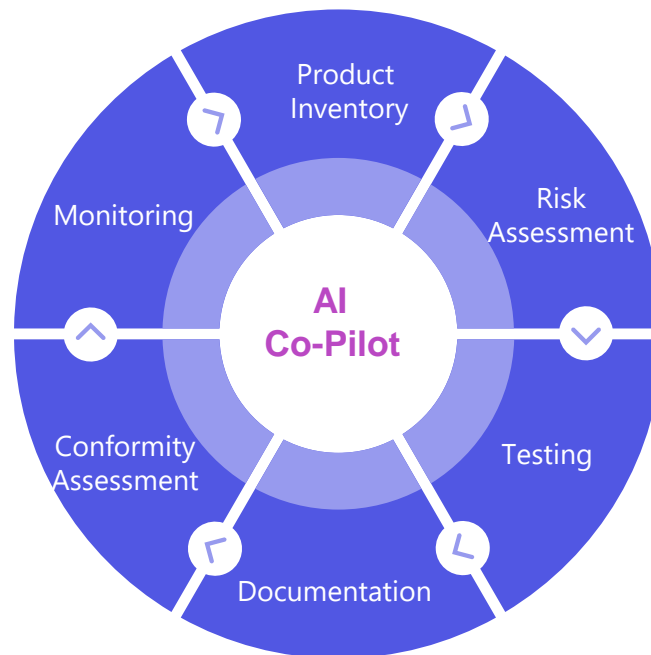 Product
Inventory
Risk
Assessment
Testing
Documentation
Conformity
Assessment
Monitoring
AI
Co-Pilot